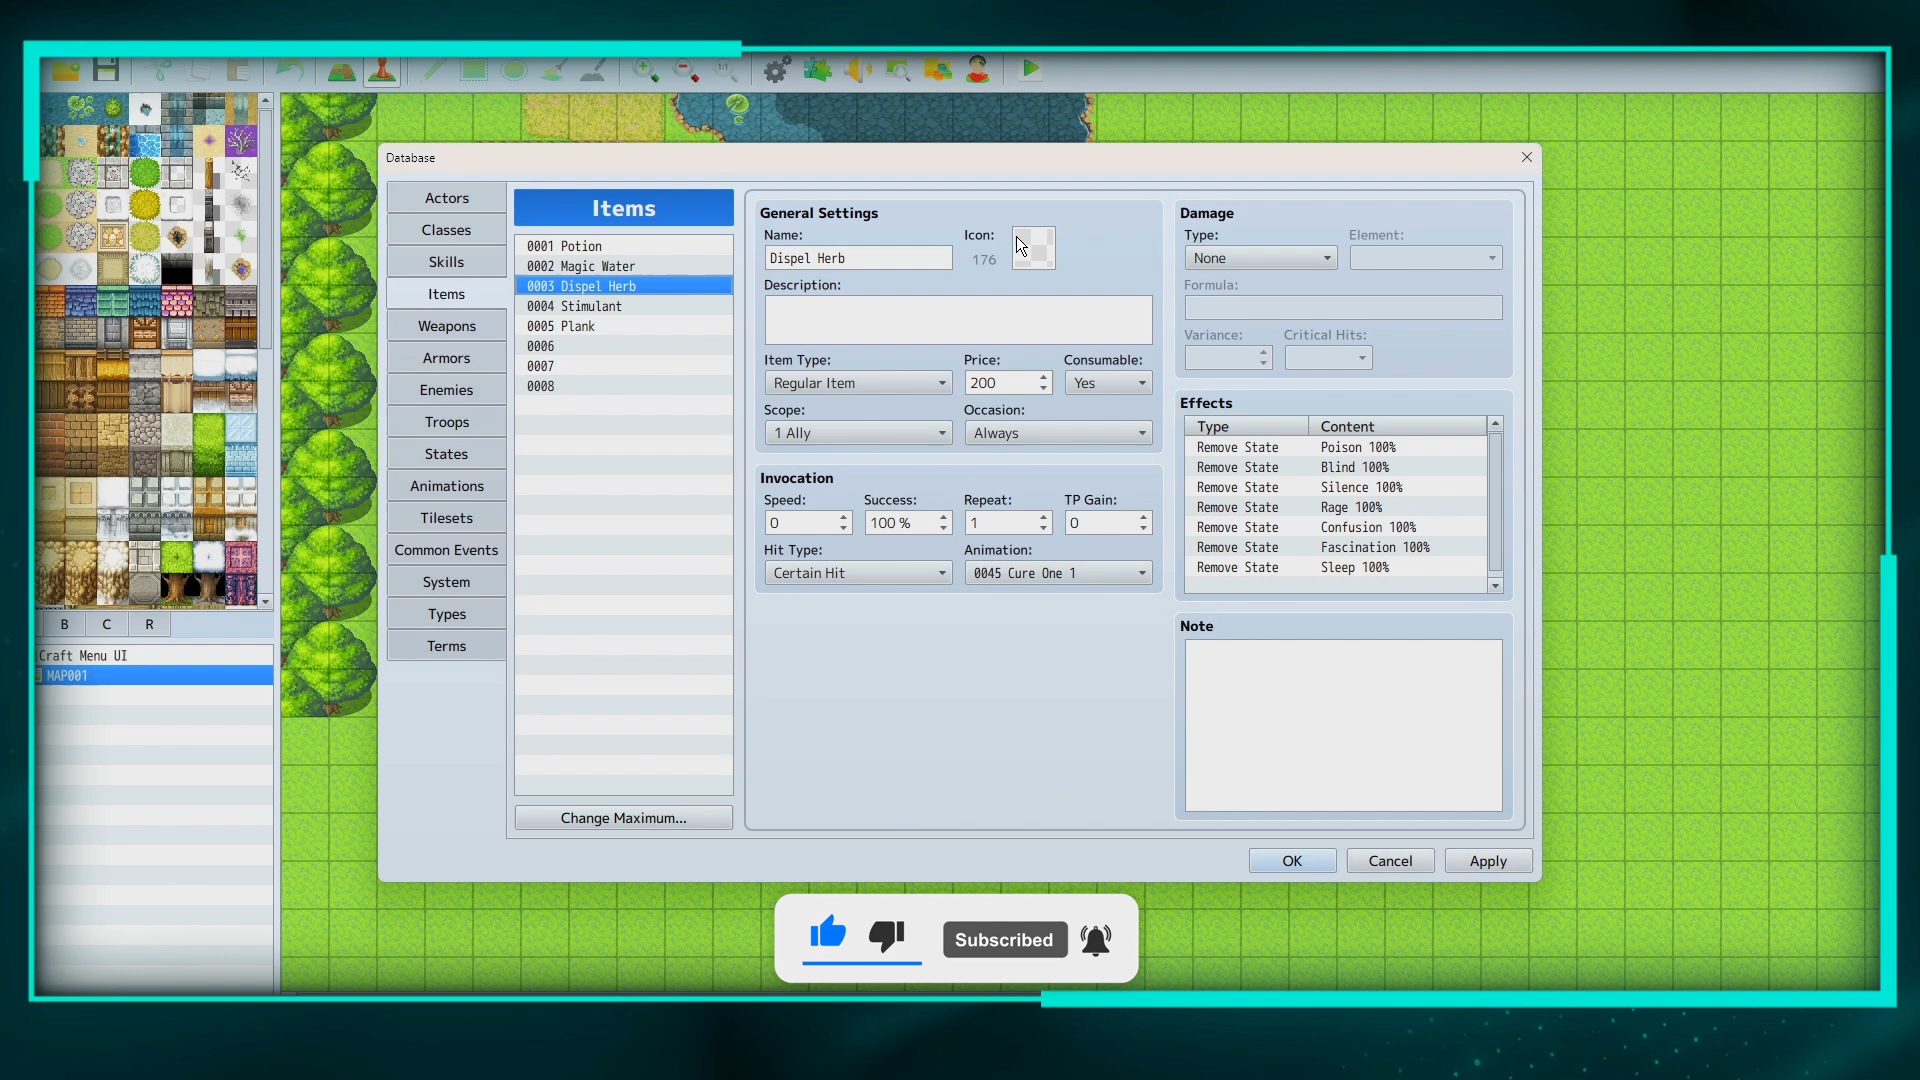 1:1
Database
Actors
Classes
Skills
Items
Weapons
Armors
Enemies
Troops
States
Animations
Tilesets
Common Events
System
Types
Terms
Items
0001 Potion
0002 Magic Water
0003 Dispel Herb
0004 Stimulant
0005 Plank
0006
0007
0008
Change Maximum...
General Settings
Name:
Icon:
Dispel Herb
176
Description:
Item Type:
Price:
Consumable:
Regular Item
200
Yes
Scope:
Occasion:
1 Ally
Always
Invocation
Speed:
Success:
Repeat:
TP Gain:
0
100 %
1
0
Hit Type:
Animation:
Certain Hit
0045 Cure One 1
Damage
Type:
Element:
None
Formula:
Variance:
Critical Hits:
Effects
Type
Content
Remove State Poison 100%
Remove State Blind 100%
Remove State Silence 100%
Remove State Rage 100%
Remove State Confusion 100%
Remove State Fascination 100%
Remove State Sleep 100%
Note
OK
Cancel
Apply
B
C
R
Craft Menu UI
MAP001
Subscribed